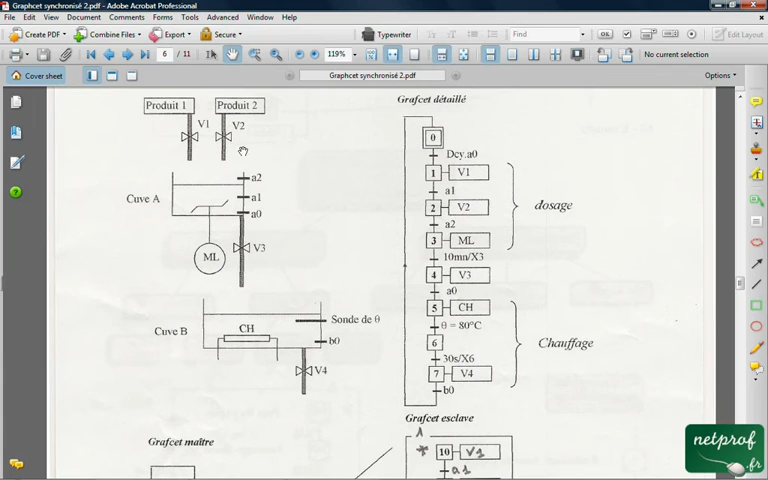 Graphcet synchronisé 2.pdf - Adobe Acrobat Professional
File Edit View Document Comments Forms Tools Advanced Window Help
Create PDF Combine Files Export Secure Typewriter Find Edit Layout
6 / 11 119% No current selection
Cover sheet Graphcet synchronisé 2.pdf Options
Produit 1 Produit 2
V1
V2
a2
Cuve A
a1
a0
ML
V3
CH
Sonde de θ
Cuve B
b0
V4
Grafcet maître
Grafcet détaillé
0
Dcy.a0
1 V1
a1
2 V2
dosage
a2
3 ML
10mn/X3
4 V3
a0
5 CH
θ = 80°C
6
Chauffage
30s/X6
7 V4
b0
Grafcet esclave
1
* 10 V1
a1
netprof
.fr